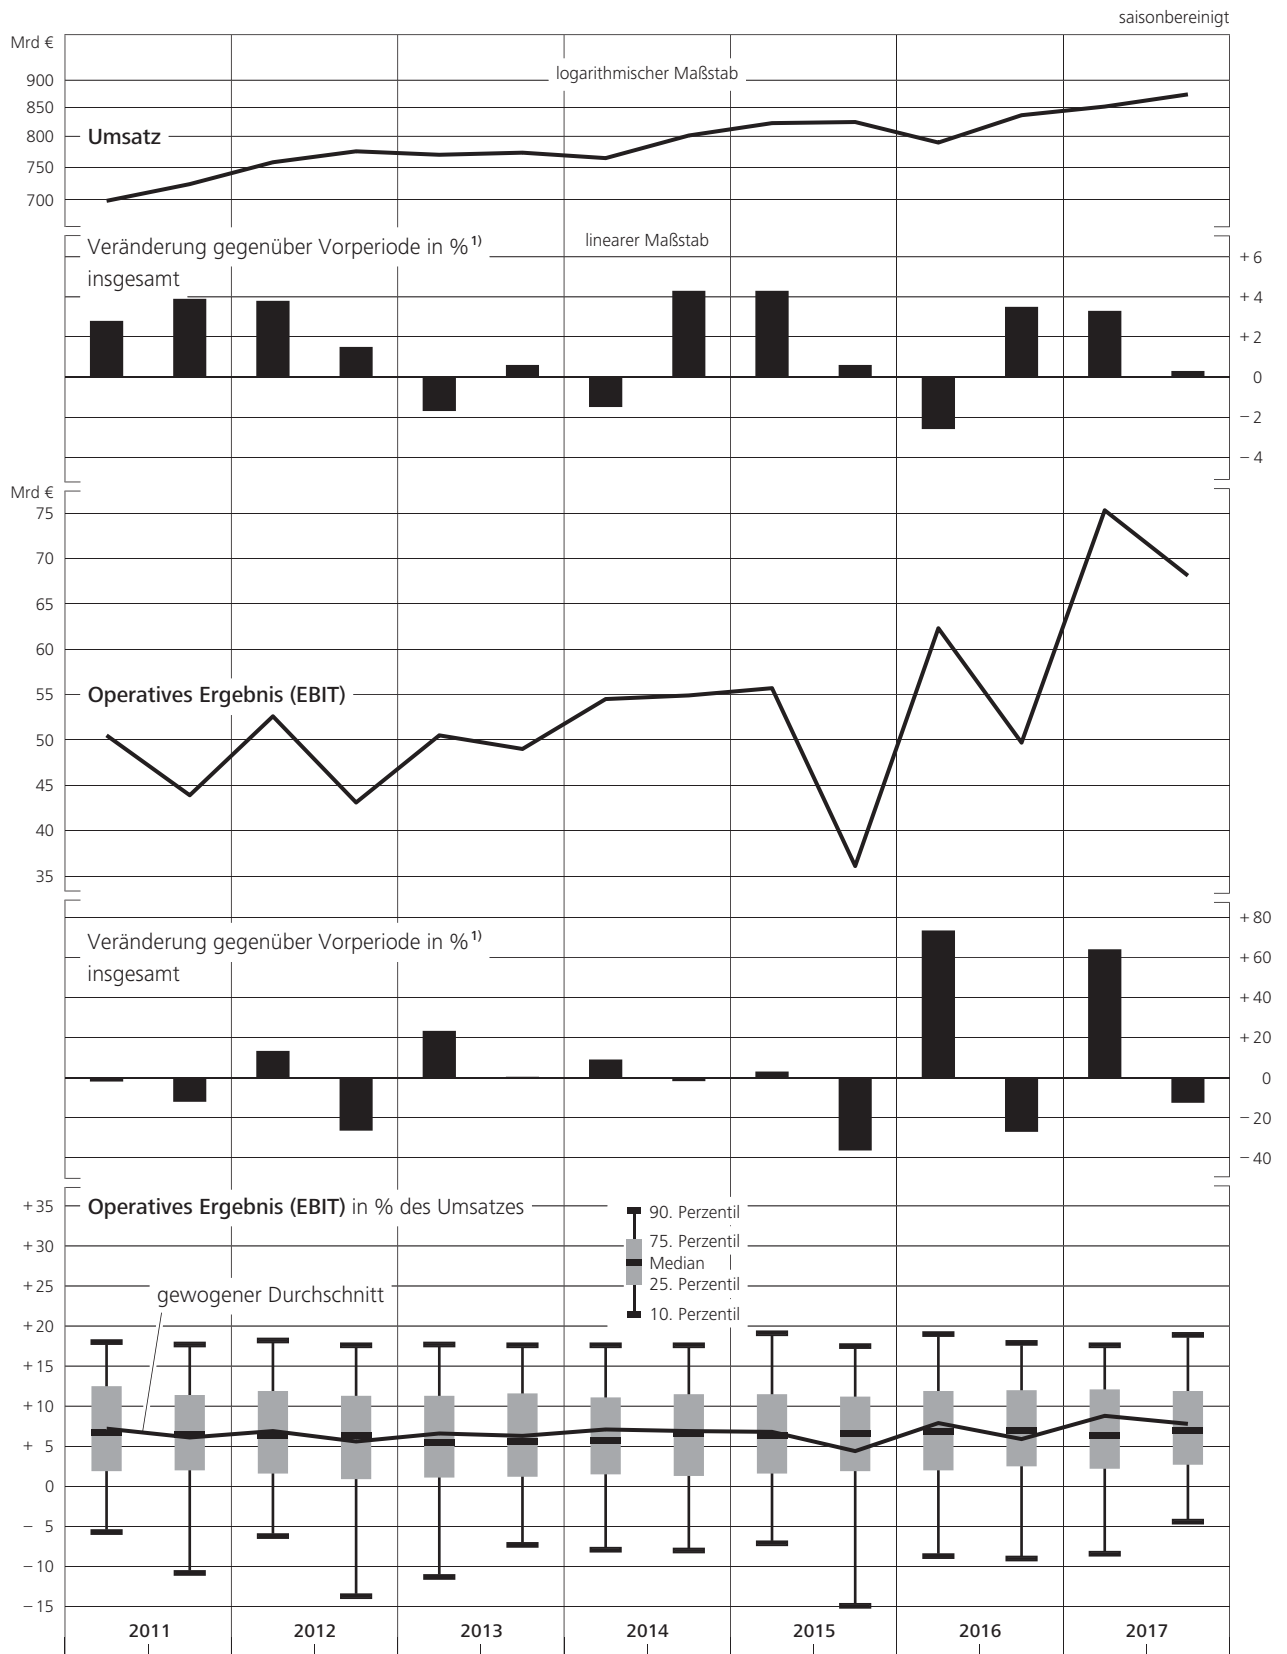 saisonbereinigt
Mrd €
logarithmischer Maßstab
900
850
800
750
700
Umsatz
Veränderung gegenüber Vorperiode in % 1)
insgesamt
linearer Maßstab
+ 6
+ 4
+ 2
0
− 2
− 4
Mrd €
75
70
65
60
55
50
45
40
35
Operatives Ergebnis (EBIT)
Veränderung gegenüber Vorperiode in % 1)
insgesamt
+ 80
+ 60
+ 40
+ 20
0
− 20
− 40
Operatives Ergebnis (EBIT) in % des Umsatzes
90. Perzentil
75. Perzentil
Median
25. Perzentil
10. Perzentil
gewogener Durchschnitt
+ 35
+ 30
+ 25
+ 20
+ 15
+ 10
+ 5
0
− 5
− 10
− 15
2011 2012 2013 2014 2015 2016 2017